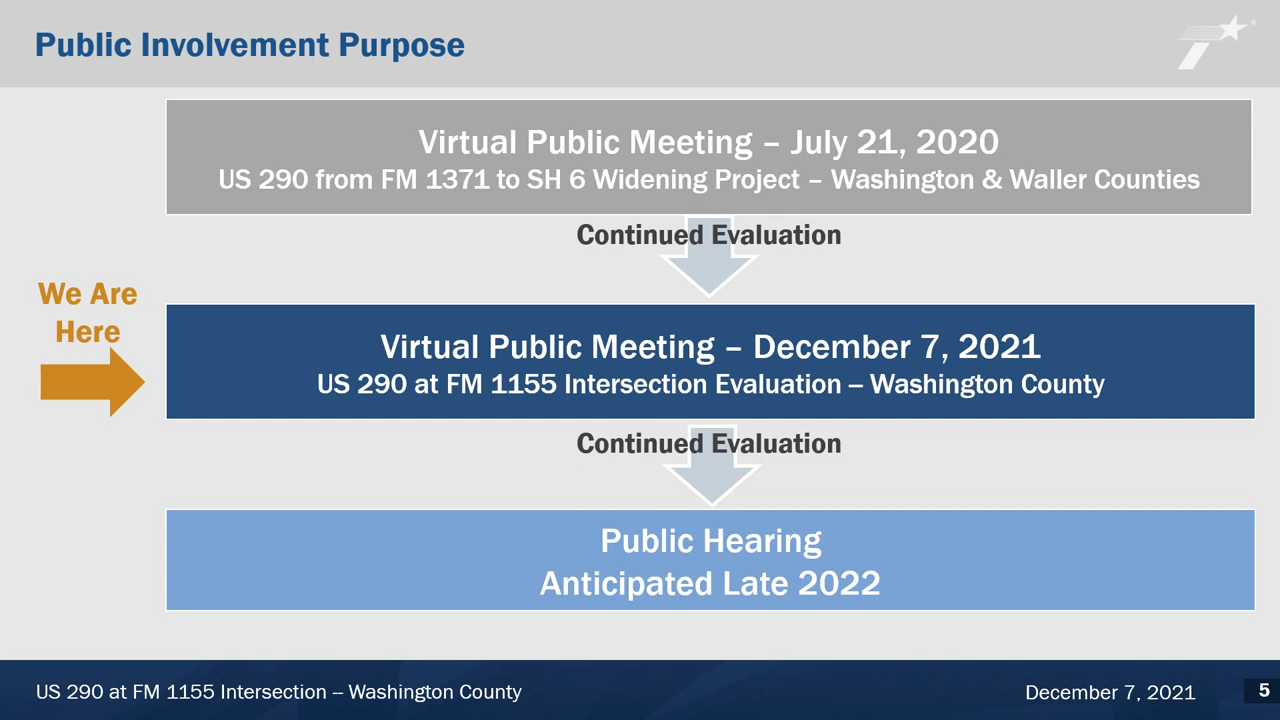 Public Involvement Purpose
Virtual Public Meeting – July 21, 2020
US 290 from FM 1371 to SH 6 Widening Project – Washington & Waller Counties
Continued Evaluation
We Are
Here
Virtual Public Meeting – December 7, 2021
US 290 at FM 1155 Intersection Evaluation – Washington County
Continued Evaluation
Public Hearing
Anticipated Late 2022
US 290 at FM 1155 Intersection -- Washington County
December 7, 2021
5